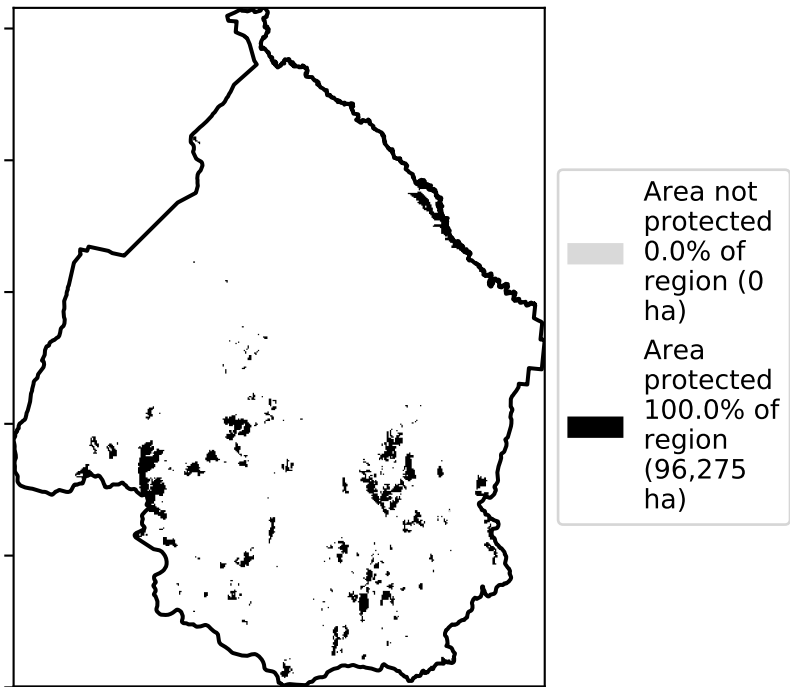 Area not
protected
0.0% of
region (0
ha)
Area
protected
100.0% of
region
(96,275
ha)